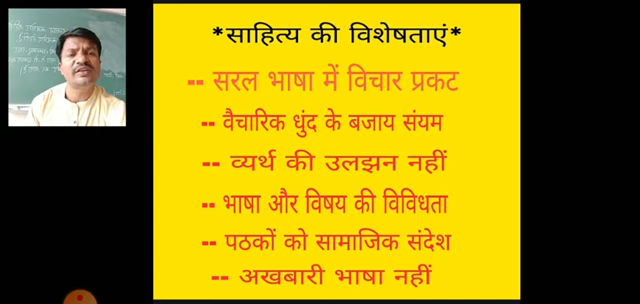 *साहित्य की विशेषताएं*
-- सरल भाषा में विचार प्रकट
-- वैचारिक धुंद के बजाय संयम
-- व्यर्थ की उलझन नहीं
-- भाषा और विषय की विविधता
-- पठकों को सामाजिक संदेश
-- अखबारी भाषा नहीं